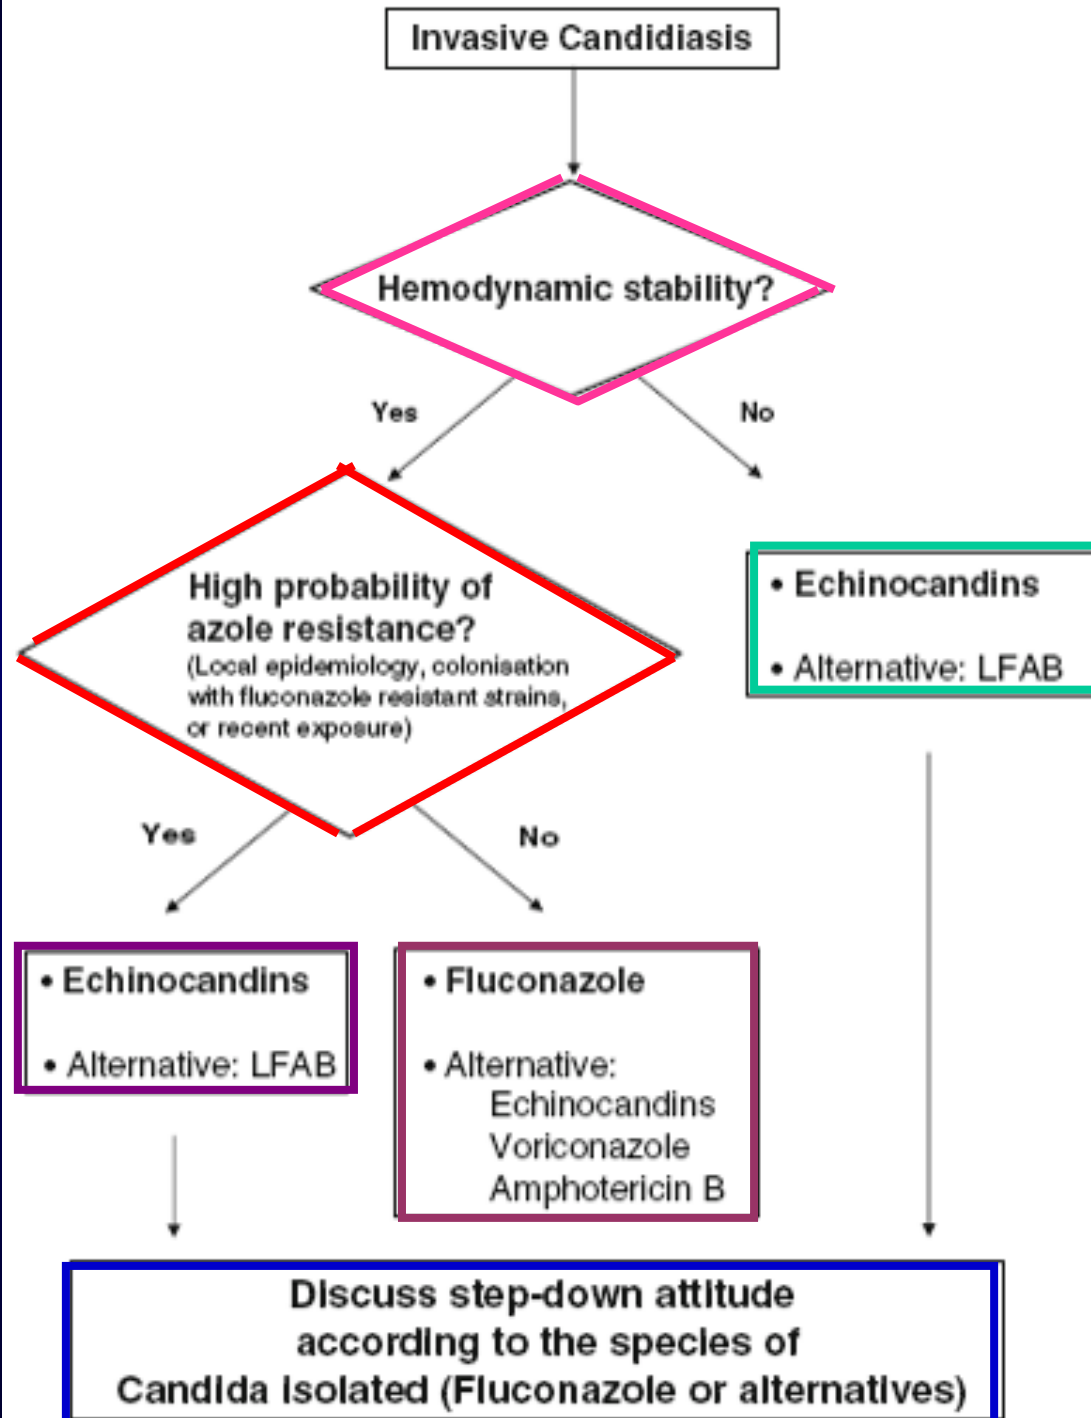 Invasive Candidiasis
Hemodynamic stability?
Yes
No
High probability of
azole resistance?
(Local epidemiology, colonisation
with fluconazole resistant strains,
or recent exposure)
• Echinocandins
• Alternative: LFAB
Yes
No
• Echinocandins
• Alternative: LFAB
• Fluconazole
• Alternative:
Echinocandins
Voriconazole
Amphotericin B
Discuss step-down attitude
according to the species of
Candida isolated (Fluconazole or alternatives)